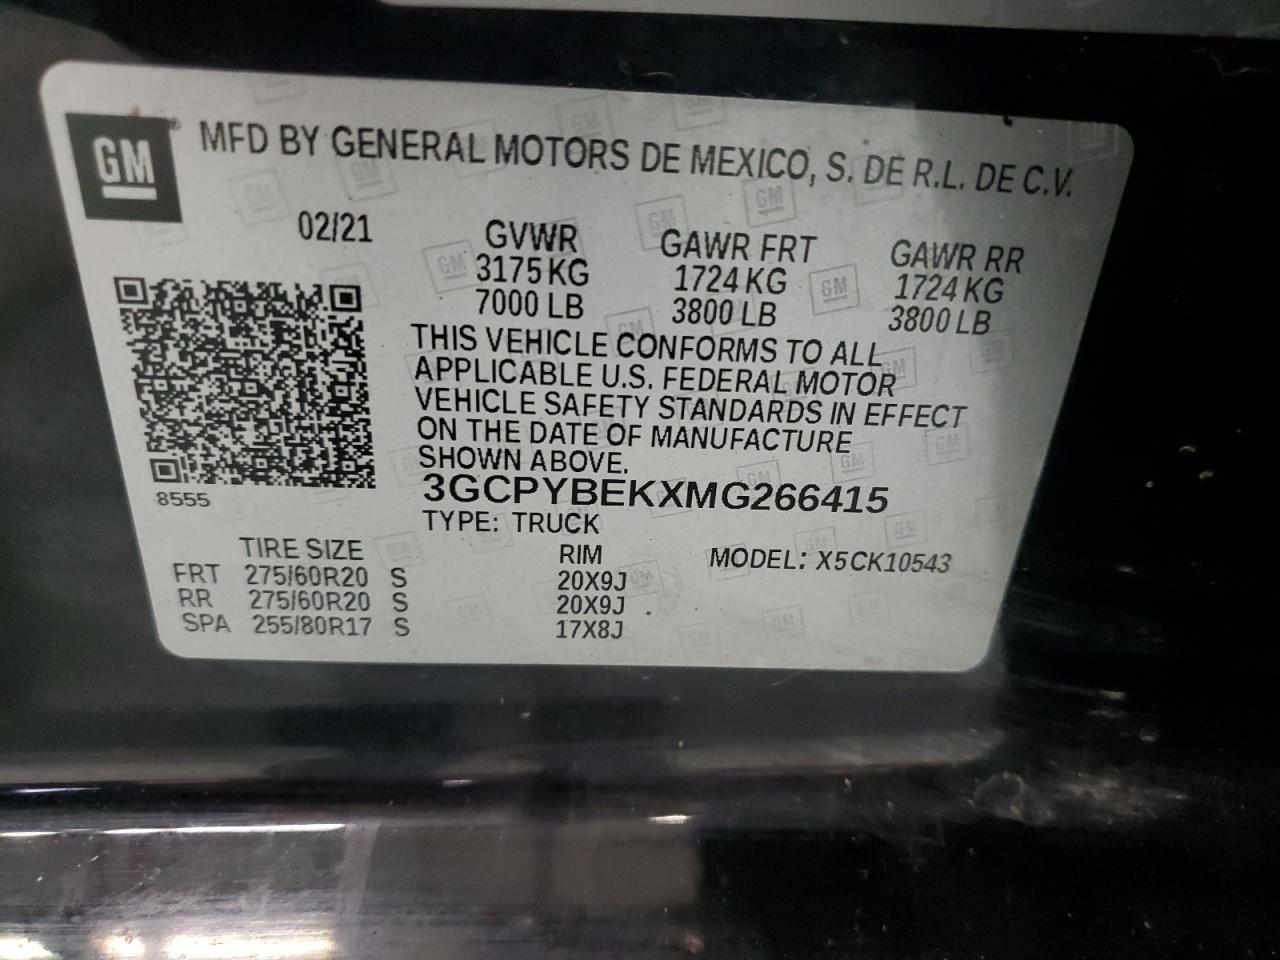 GM ® MFD BY GENERAL MOTORS DE MEXICO, S. DE R.L. DE C.V.
02/21
GVWR GAWR FRT GAWR RR
3175 KG 1724 KG 1724 KG
7000 LB 3800 LB 3800 LB
THIS VEHICLE CONFORMS TO ALL
APPLICABLE U.S. FEDERAL MOTOR
VEHICLE SAFETY STANDARDS IN EFFECT
ON THE DATE OF MANUFACTURE
SHOWN ABOVE.
8555
3GCPYBEKXMG266415
TYPE: TRUCK
TIRE SIZE RIM MODEL: X5CK10543
FRT 275/60R20 S 20X9J
RR 275/60R20 S 20X9J
SPA 255/80R17 S 17X8J